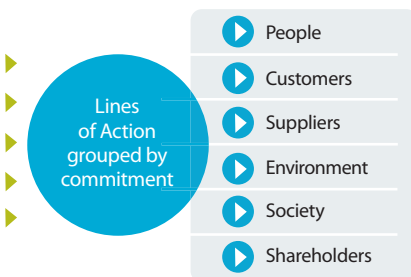 Lines
of Action
grouped by
commitment
People
Customers
Suppliers
Environment
Society
Shareholders